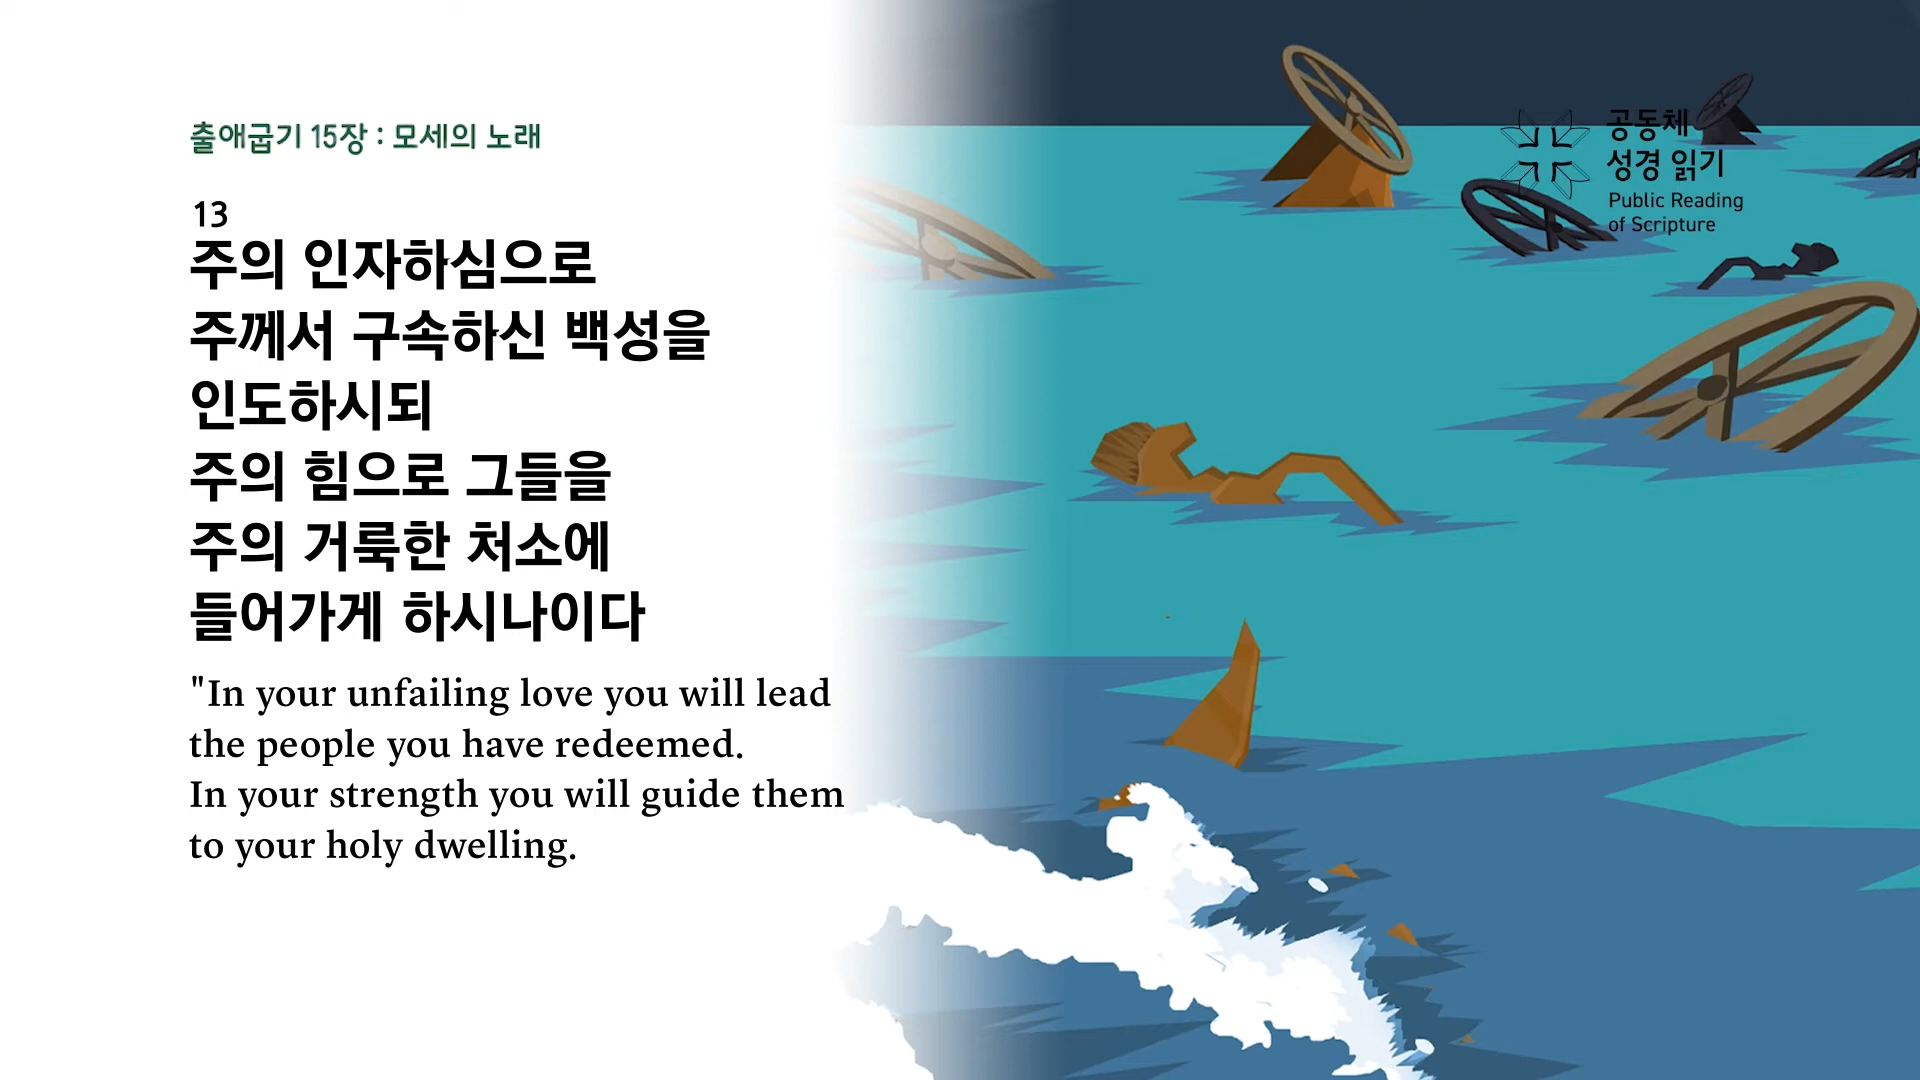 출애굽기 15장 : 모세의 노래
13
주의 인자하심으로
주께서 구속하신 백성을
인도하시되
주의 힘으로 그들을
주의 거룩한 처소에
들어가게 하시나이다
"In your unfailing love you will lead
the people you have redeemed.
In your strength you will guide them
to your holy dwelling.
공동체
성경 읽기
Public Reading
of Scripture